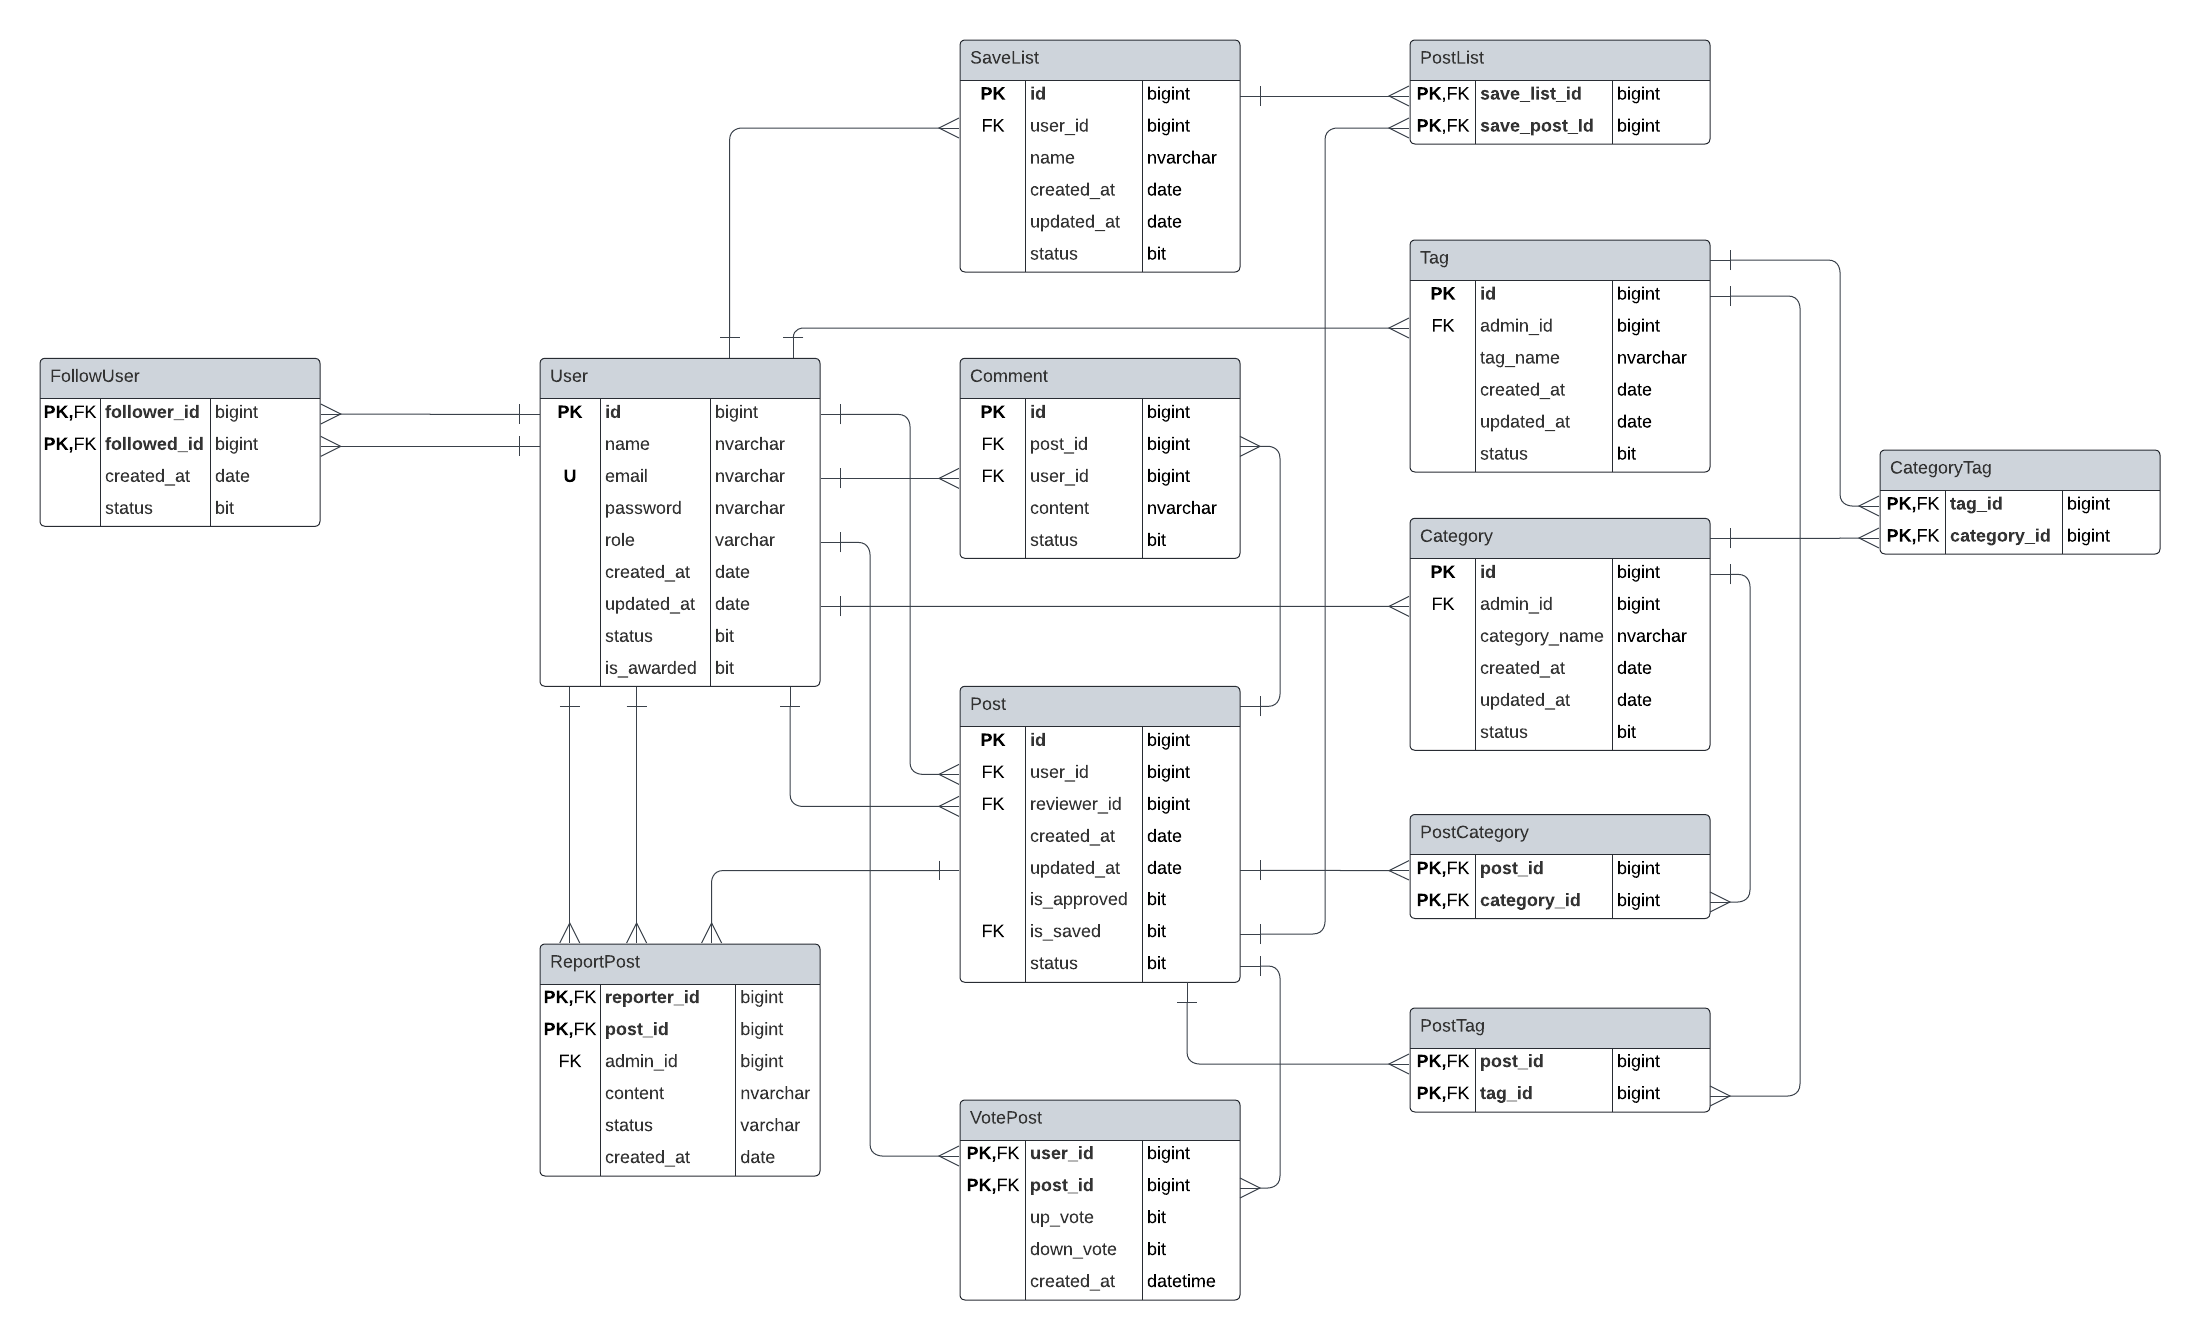 SaveList
PK id bigint
FK user_id bigint
name nvarchar
created_at date
updated_at date
status bit
PostList
PK,FK save_list_id bigint
PK,FK save_post_Id bigint
Tag
PK id bigint
FK admin_id bigint
tag_name nvarchar
created_at date
updated_at date
status bit
FollowUser
PK,FK follower_id bigint
PK,FK followed_id bigint
created_at date
status bit
User
PK id bigint
name nvarchar
U email nvarchar
password nvarchar
role varchar
created_at date
updated_at date
status bit
is_awarded bit
Comment
PK id bigint
FK post_id bigint
FK user_id bigint
content nvarchar
status bit
CategoryTag
PK,FK tag_id bigint
PK,FK category_id bigint
Category
PK id bigint
FK admin_id bigint
category_name nvarchar
created_at date
updated_at date
status bit
Post
PK id bigint
FK user_id bigint
FK reviewer_id bigint
created_at date
updated_at date
is_approved bit
FK is_saved bit
status bit
PostCategory
PK,FK post_id bigint
PK,FK category_id bigint
ReportPost
PK,FK reporter_id bigint
PK,FK post_id bigint
FK admin_id bigint
content nvarchar
status varchar
created_at date
PostTag
PK,FK post_id bigint
PK,FK tag_id bigint
VotePost
PK,FK user_id bigint
PK,FK post_id bigint
up_vote bit
down_vote bit
created_at datetime